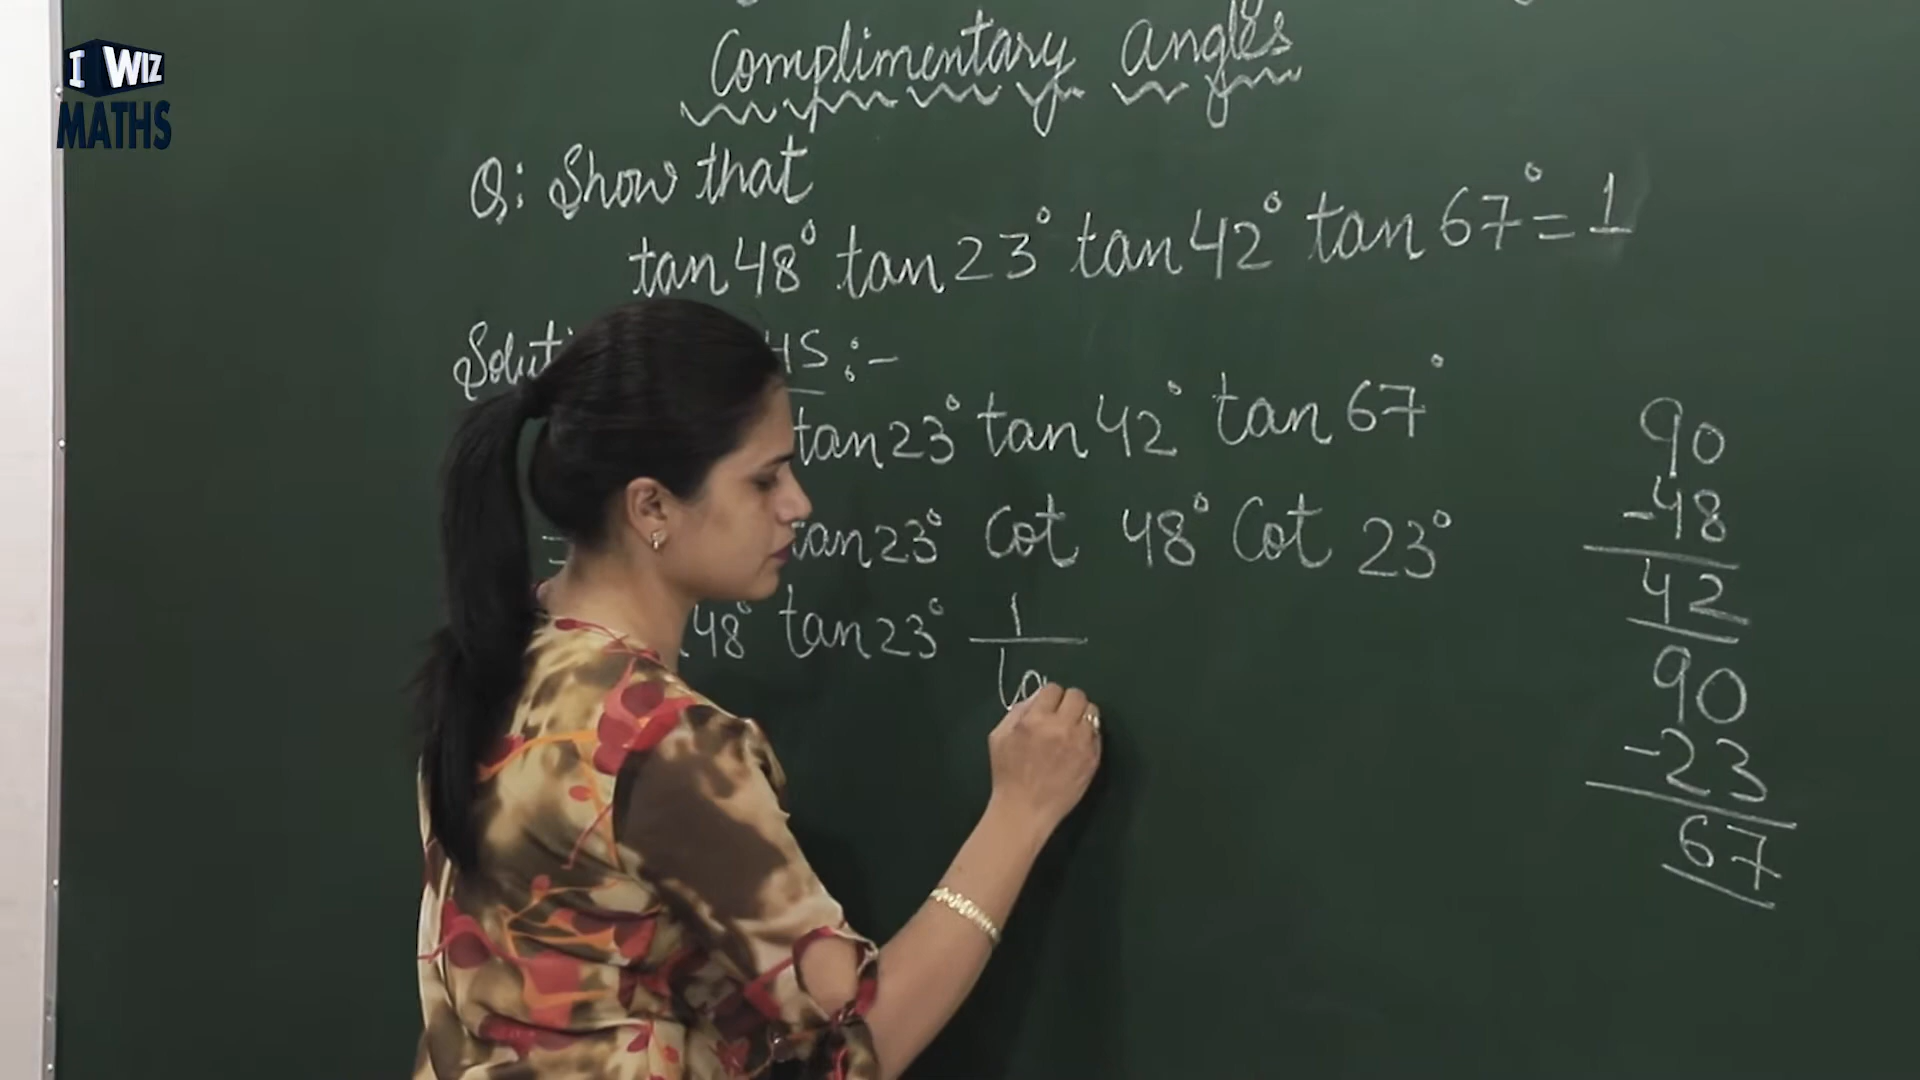 I WIZ
MATHS
Complimentary Angles
Q: Show that
tan 48° tan 23° tan 42° tan 67° = 1
HS :-
tan 23° tan 42° tan 67°
= tan 23° Cot 48° Cot 23°
48° tan 23° 1
ta
90
-48
42
90
-23
67